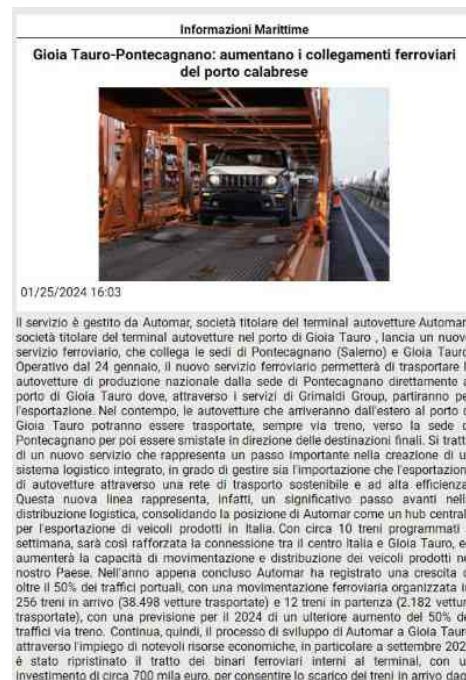 Informazioni Marittime
Gioia Tauro-Pontecagnano: aumentano i collegamenti ferroviari
del porto calabrese
01/25/2024 16:03
Il servizio è gestito da Automar, società titolare del terminal autovetture Automar,
società titolare del terminal autovetture nel porto di Gioia Tauro , lancia un nuovo
servizio ferroviario, che collega le sedi di Pontecagnano (Salerno) e Gioia Tauro.
Operativo dal 24 gennaio, il nuovo servizio ferroviario permetterà di trasportare
autovetture di produzione nazionale dalla sede di Pontecagnano direttamente
porto di Gioia Tauro dove, attraverso i servizi di Grimaldi Group, partiranno pe
l'esportazione. Nel contempo, le autovetture che arriveranno dall'estero al porto
Gioia Tauro potranno essere trasportate, sempre via treno, verso la sede
Pontecagnano per poi essere smistate in direzione delle destinazioni finali. Si tratt
di un nuovo servizio che rappresenta un passo importante nella creazione di u
sistema logistico integrato, in grado di gestire sia l'importazione che l'esportazion
di autovetture attraverso una rete di trasporto sostenibile e ad alta efficienza
Questa nuova linea rappresenta, infatti, un significativo passo avanti nell
distribuzione logistica, consolidando la posizione di Automar come un hub central
per l'esportazione di veicoli prodotti in Italia. Con circa 10 treni programmati
settimana, sarà così rafforzata la connessione tra il centro Italia e Gioia Tauro, e
aumenterà la capacità di movimentazione e distribuzione dei veicoli prodotti ne
nostro Paese. Nell'anno appena concluso Automar ha registrato una crescita d
oltre il 50% dei traffici portuali, con una movimentazione ferroviaria organizzata i
256 treni in arrivo (38.498 vetture trasportate) e 12 treni in partenza (2.182 vettur
trasportate), con una previsione per il 2024 di un ulteriore aumento del 50% de
traffici via treno. Continua, quindi, il processo di sviluppo di Automar a Gioia Taur
attraverso l'impiego di notevoli risorse economiche, in particolare a settembre 202
è stato ripristinato il tratto dei binari ferroviari interni al terminal, con u
investimento di circa 700 mila euro, per consentire lo scarico dei treni in arrivo dag